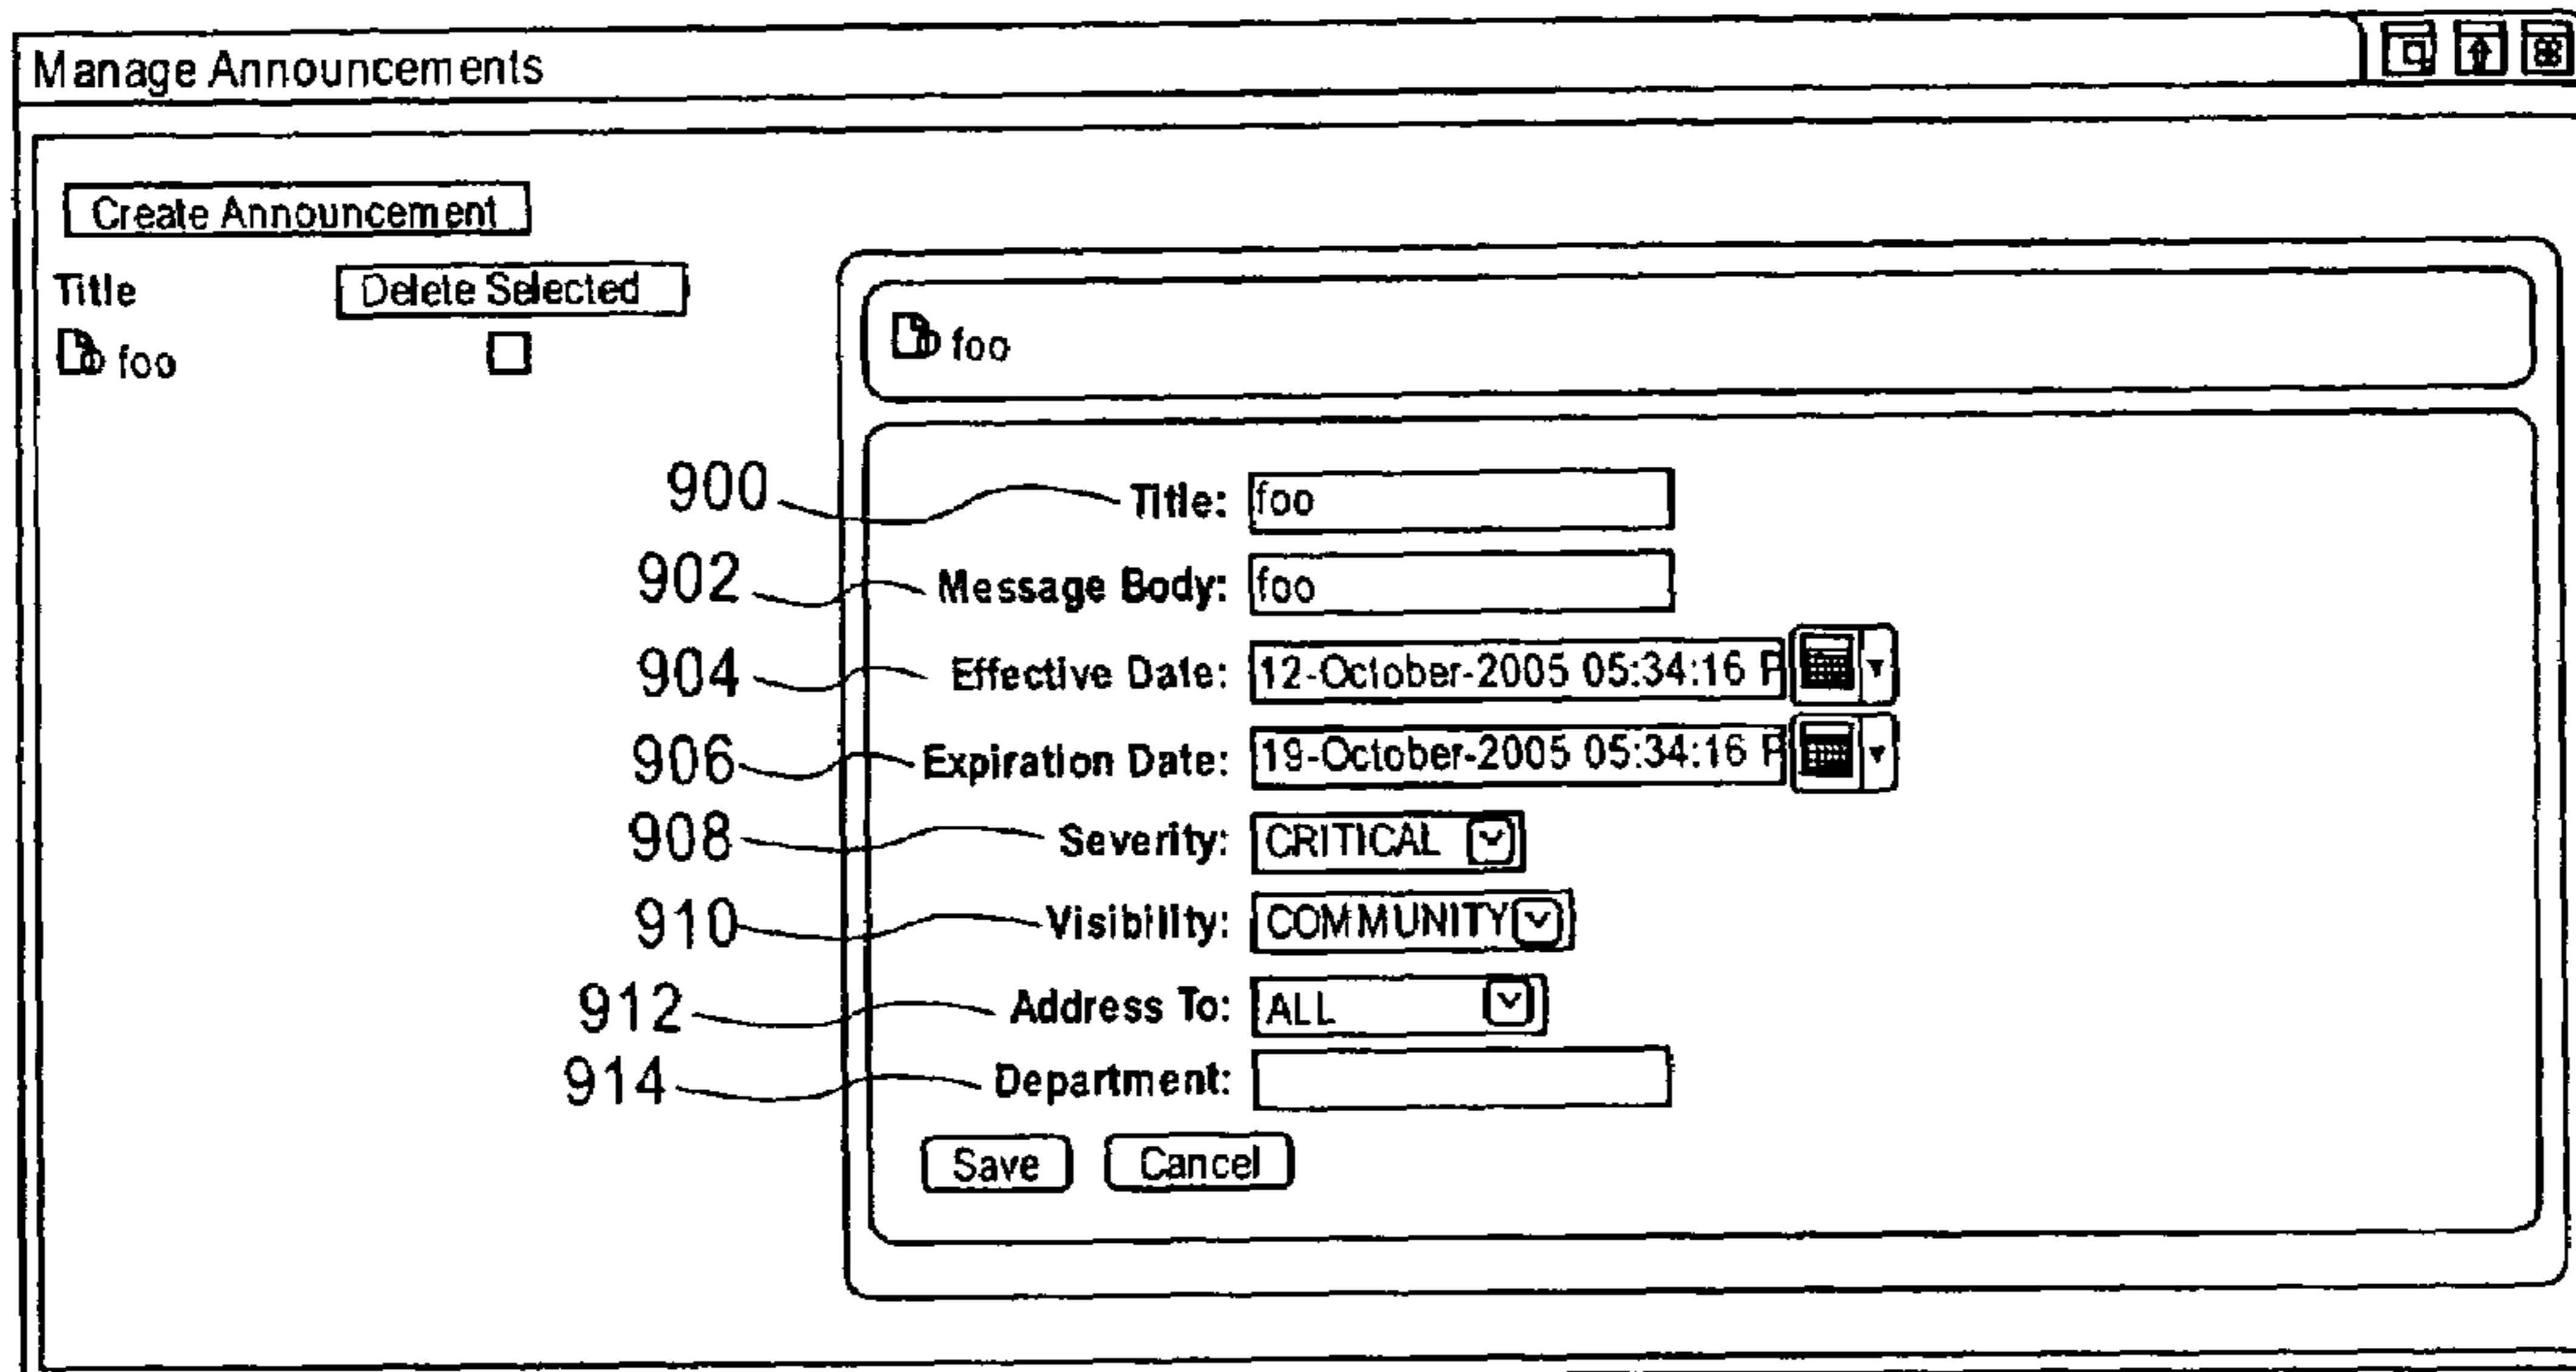 Manage Announcements
Create Announcement
Title Delete Selected
foo
foo
900 Title: foo
902 Message Body: foo
904 Effective Date: 12-October-2005 05:34:16 P
906 Expiration Date: 19-October-2005 05:34:16 P
908 Severity: CRITICAL
910 Visibility: COMMUNITY
912 Address To: ALL
914 Department:
Save Cancel